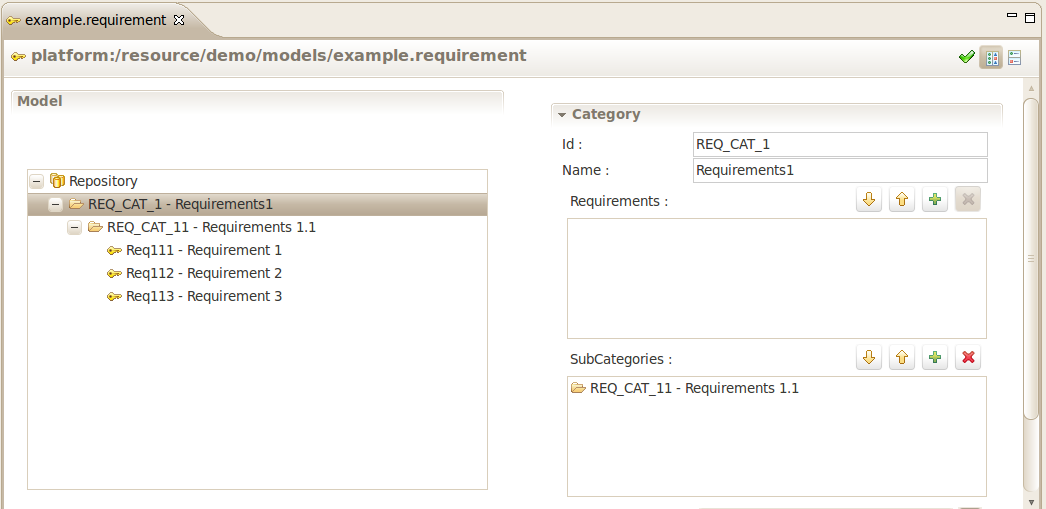 example.requirement
platform:/resource/demo/models/example.requirement
Model
Repository
REQ_CAT_1 - Requirements1
REQ_CAT_11 - Requirements 1.1
Req111 - Requirement 1
Req112 - Requirement 2
Req113 - Requirement 3
Category
Id : REQ_CAT_1
Name : Requirements1
Requirements :
SubCategories :
REQ_CAT_11 - Requirements 1.1